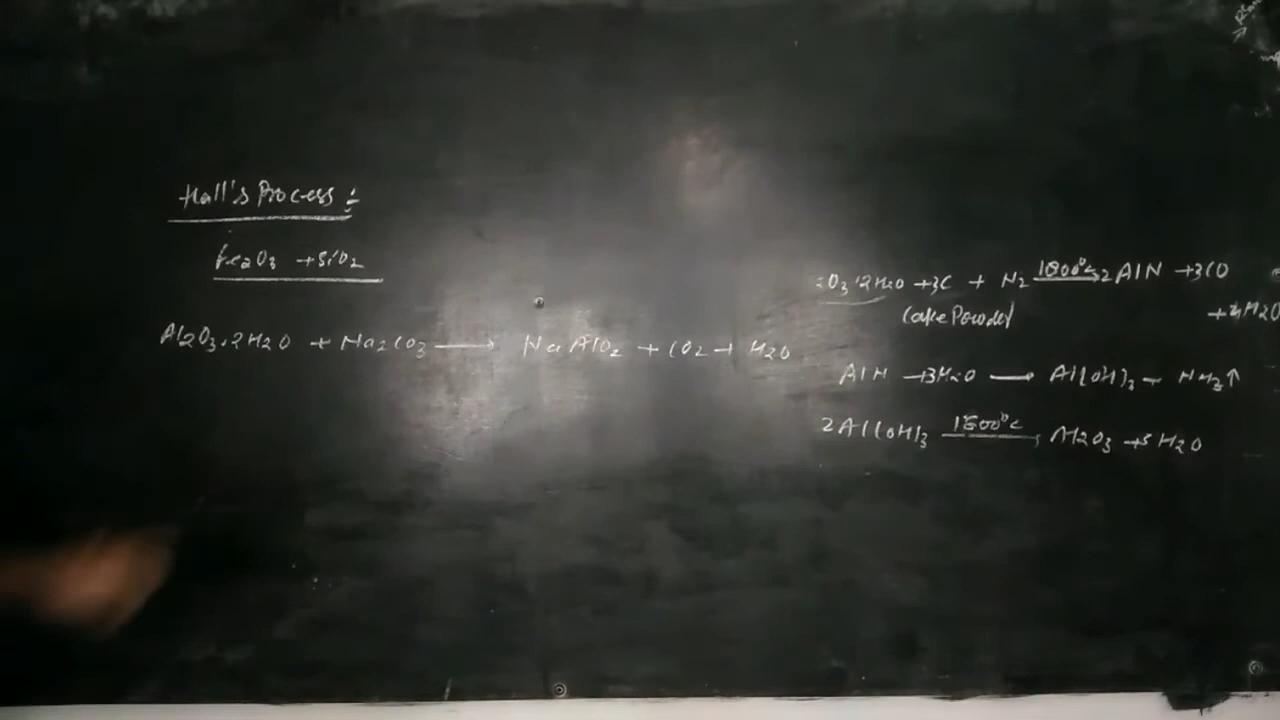 Hall's Process :
Fe2O3 + SiO2
Al2O3.2H2O + Na2CO3 ⟶ NaAlO2 + CO2 + H2O
O3.2H2O + 3C + N2 1800°C 2AlN + 3CO
Coke Powder + 2H2O
AlN + 3H2O ⟶ Al(OH)3 + NH3↑
2Al(OH)3 1500°C Al2O3 + 3H2O